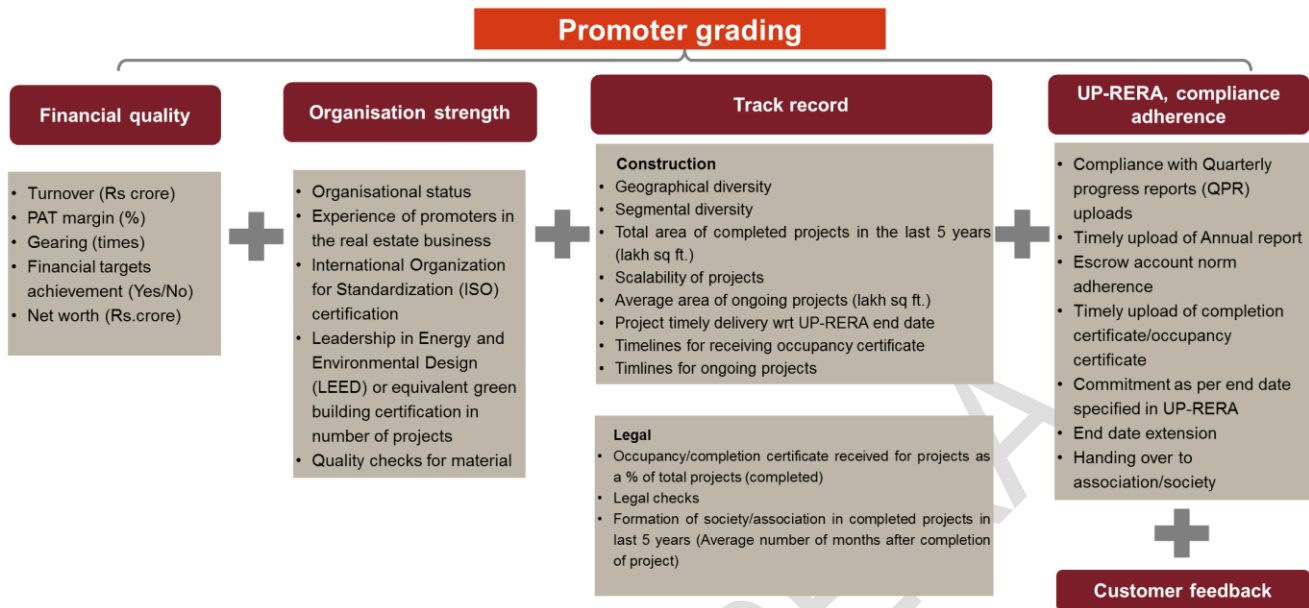 Promoter grading
Financial quality
• Turnover (Rs crore)
• PAT margin (%)
• Gearing (times)
• Financial targets
achievement (Yes/No)
• Net worth (Rs.crore)
Organisation strength
• Organisational status
• Experience of promoters in
the real estate business
• International Organization
for Standardization (ISO)
certification
• Leadership in Energy and
Environmental Design
(LEED) or equivalent green
building certification in
number of projects
• Quality checks for material
Track record
Construction
• Geographical diversity
• Segmental diversity
• Total area of completed projects in the last 5 years
(lakh sq ft.)
• Scalability of projects
• Average area of ongoing projects (lakh sq ft.)
• Project timely delivery wrt UP-RERA end date
• Timelines for receiving occupancy certificate
• Timlines for ongoing projects
Legal
• Occupancy/completion certificate received for projects as
a % of total projects (completed)
• Legal checks
• Formation of society/association in completed projects in
last 5 years (Average number of months after completion
of project)
UP-RERA, compliance
adherence
• Compliance with Quarterly
progress reports (QPR)
uploads
• Timely upload of Annual report
• Escrow account norm
adherence
• Timely upload of completion
certificate/occupancy
certificate
• Commitment as per end date
specified in UP-RERA
• End date extension
• Handing over to
association/society
Customer feedback